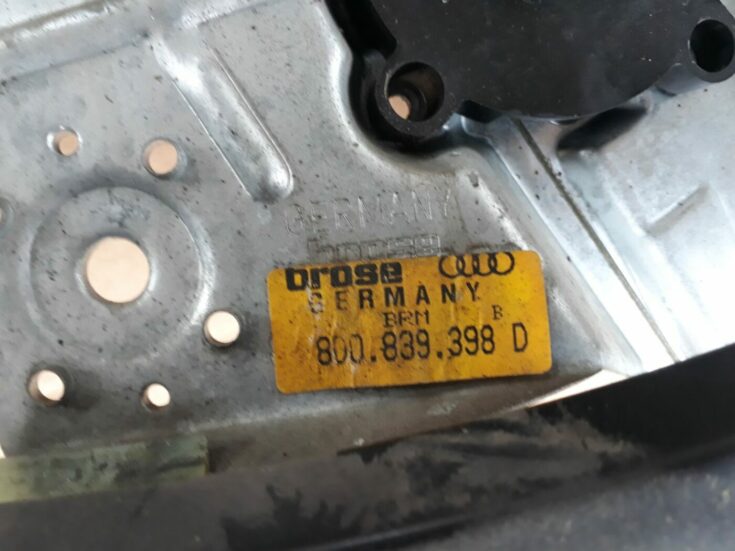 GERMANY
brose
brose
GERMANY
BRM B
8D0.839.398 D